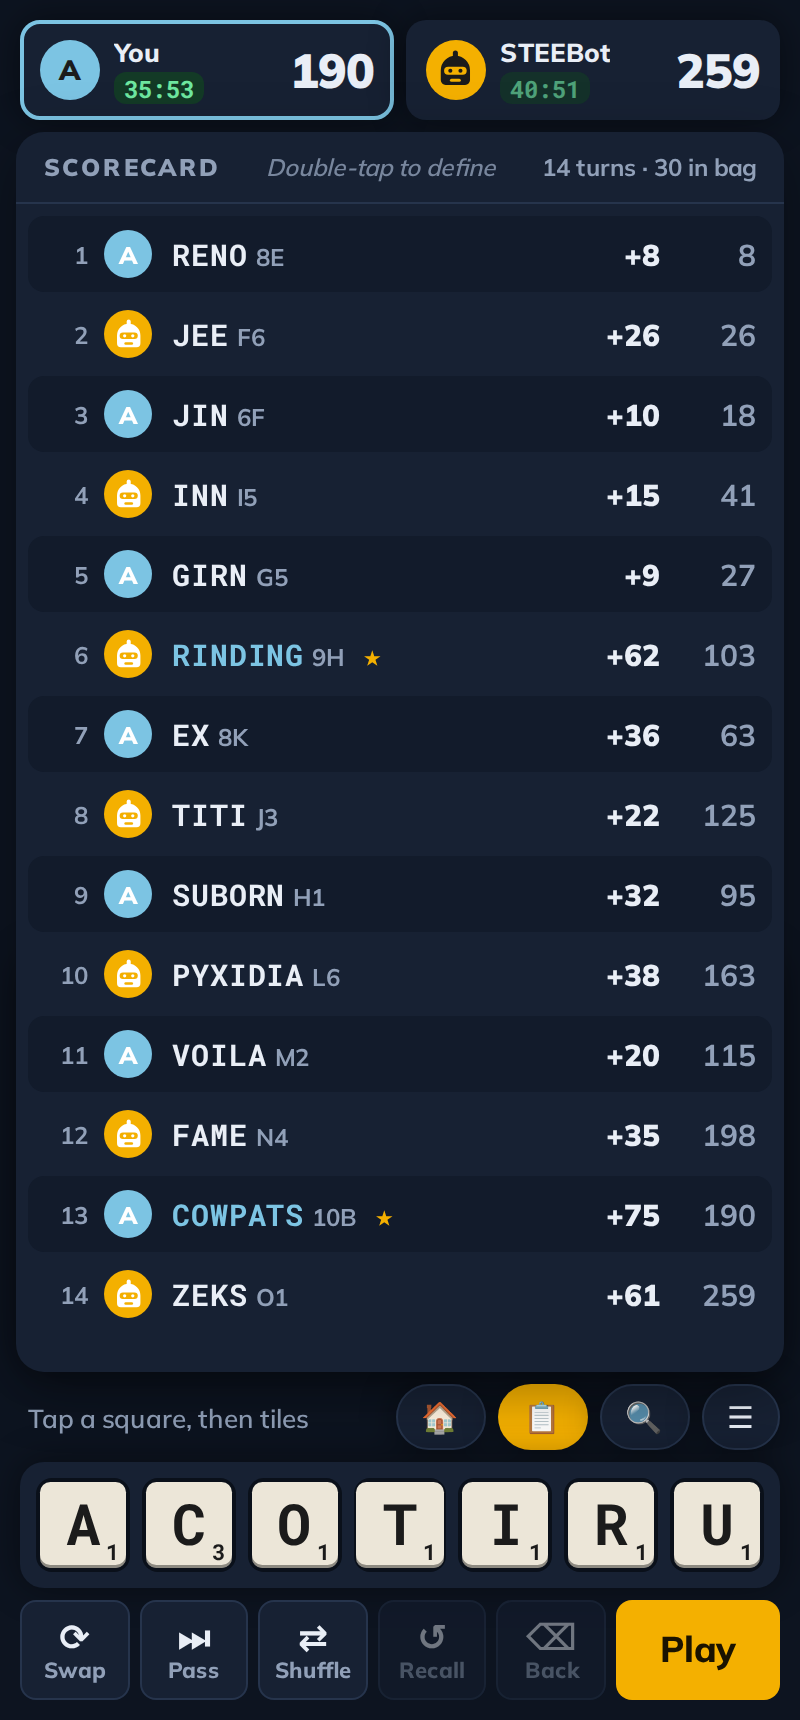 A You 35:53 190
STEEBot 40:51 259
SCORECARD Double-tap to define 14 turns · 30 in bag
1 A RENO 8E +8 8
2 JEE F6 +26 26
3 A JIN 6F +10 18
4 INN I5 +15 41
5 A GIRN G5 +9 27
6 RINDING 9H ★ +62 103
7 A EX 8K +36 63
8 TITI J3 +22 125
9 A SUBORN H1 +32 95
10 PYXIDIA L6 +38 163
11 A VOILA M2 +20 115
12 FAME N4 +35 198
13 A COWPATS 10B ★ +75 190
14 ZEKS O1 +61 259
Tap a square, then tiles
A1 C3 O1 T1 I1 R1 U1
Swap Pass Shuffle Recall Back Play